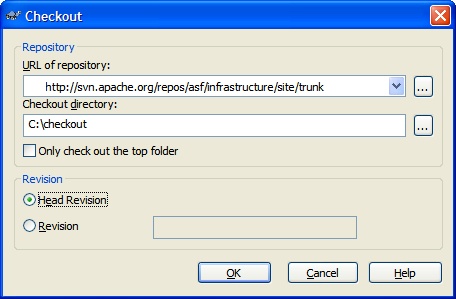 Checkout
Repository
URL of repository:
http://svn.apache.org/repos/asf/infrastructure/site/trunk
...
Checkout directory:
C:\checkout
...
Only check out the top folder
Revision
Head Revision
Revision
OK Cancel Help